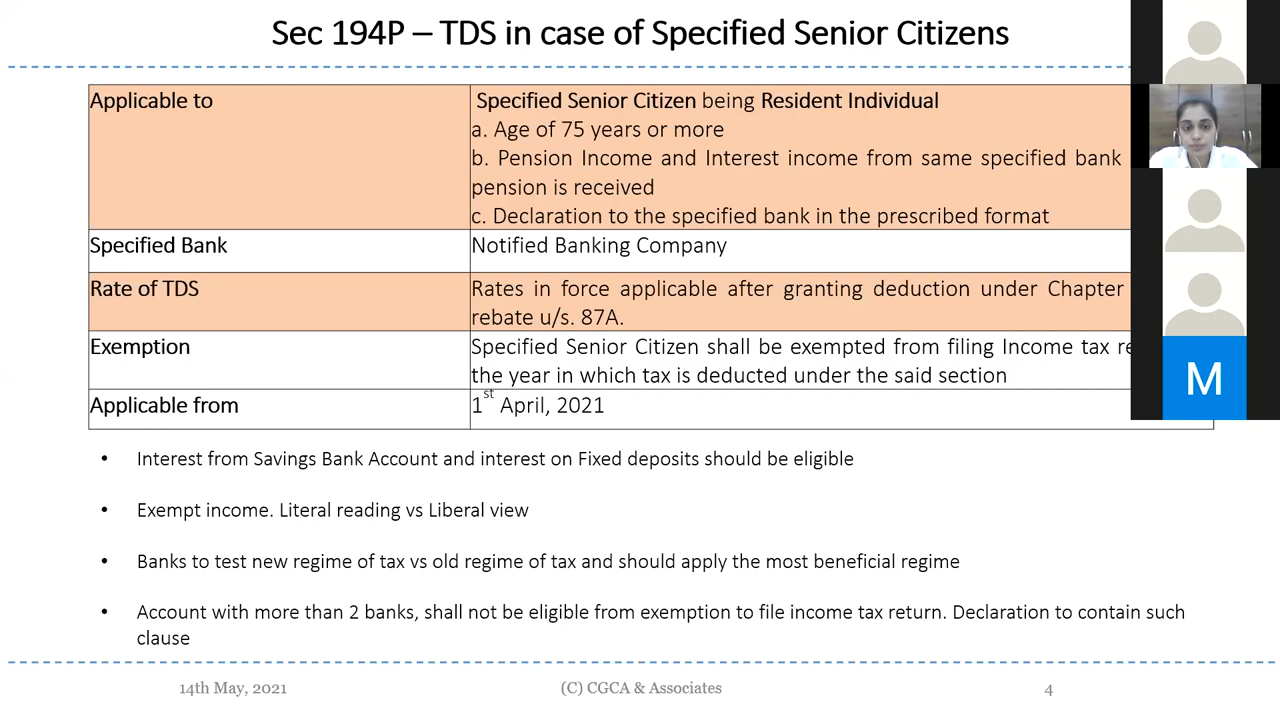 Sec 194P – TDS in case of Specified Senior Citizens
Applicable to
Specified Senior Citizen being Resident Individual
a. Age of 75 years or more
b. Pension Income and Interest income from same specified bank
pension is received
c. Declaration to the specified bank in the prescribed format
Specified Bank
Notified Banking Company
Rate of TDS
Rates in force applicable after granting deduction under Chapter
rebate u/s. 87A.
Exemption
Specified Senior Citizen shall be exempted from filing Income tax
the year in which tax is deducted under the said section
Applicable from
1st April, 2021
• Interest from Savings Bank Account and interest on Fixed deposits should be eligible
• Exempt income. Literal reading vs Liberal view
• Banks to test new regime of tax vs old regime of tax and should apply the most beneficial regime
• Account with more than 2 banks, shall not be eligible from exemption to file income tax return. Declaration to contain such
clause
14th May, 2021
(C) CGCA & Associates
4
M